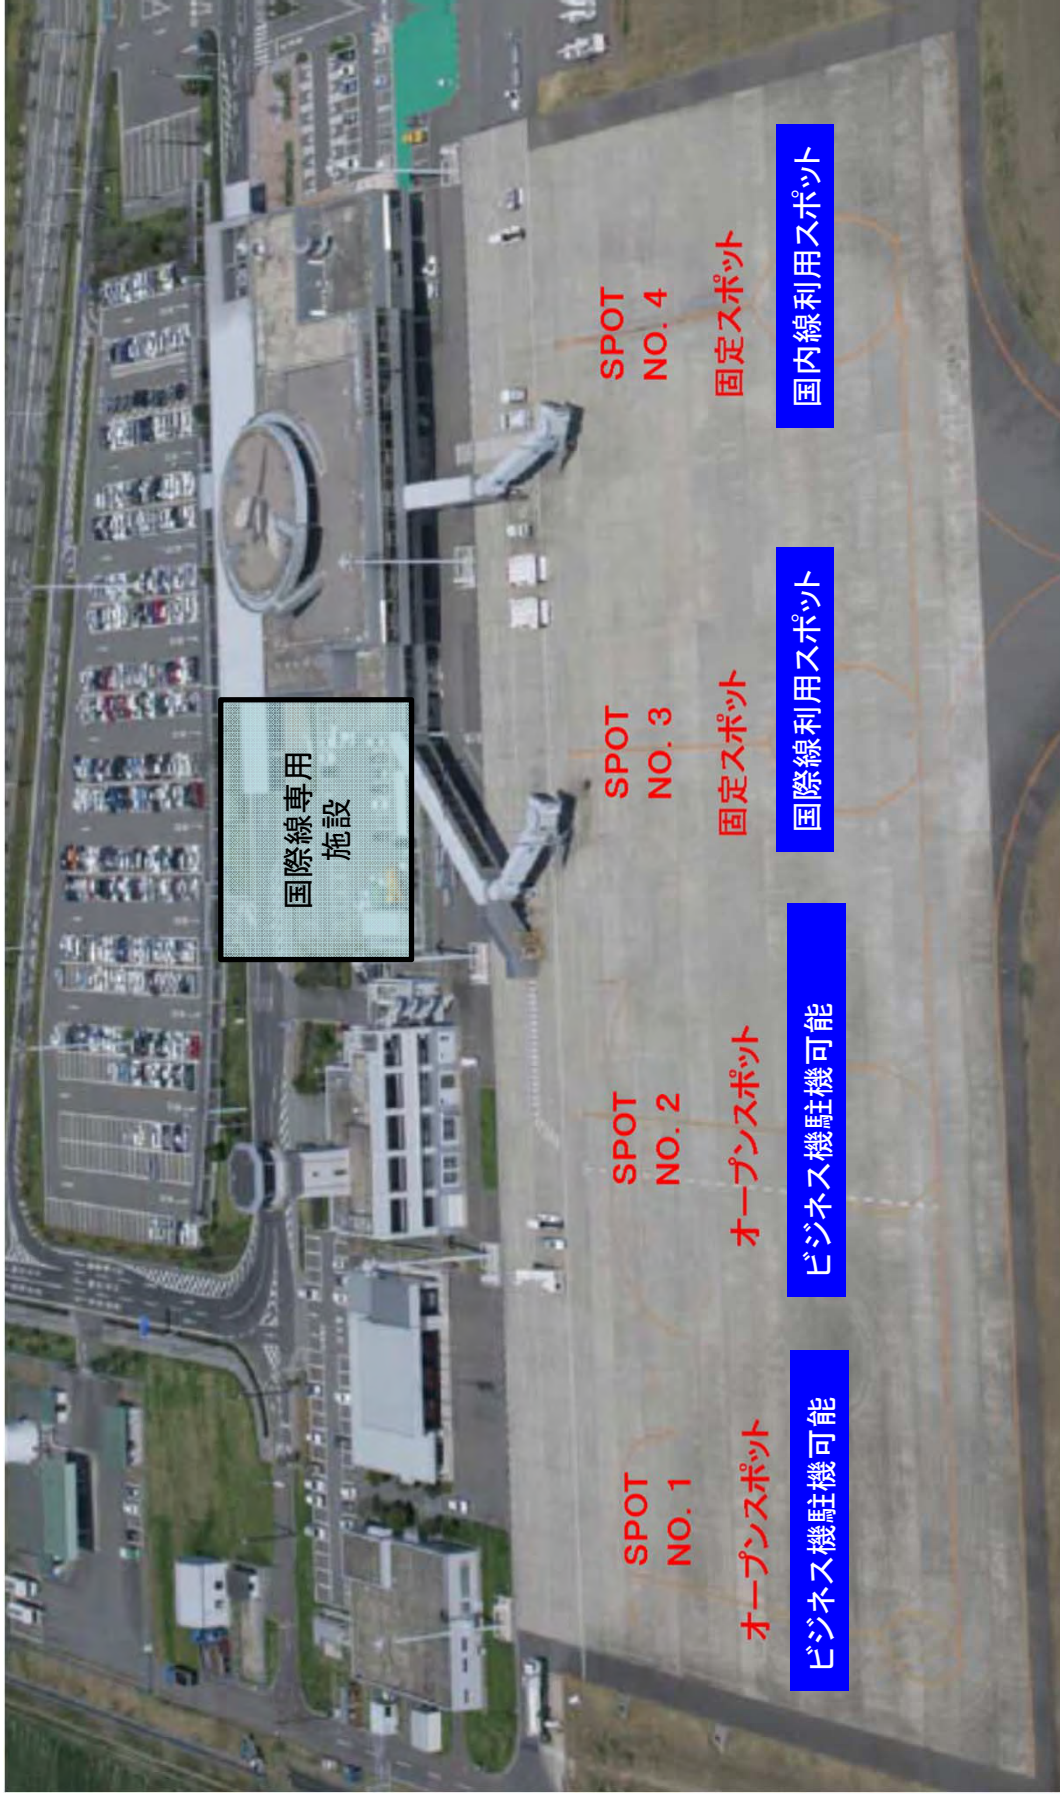 国際線専用
施設
SPOT
NO. 1
オープンスポット
ビジネス機駐機可能
SPOT
NO. 2
オープンスポット
ビジネス機駐機可能
SPOT
NO. 3
固定スポット
国際線利用スポット
SPOT
NO. 4
固定スポット
国内線利用スポット